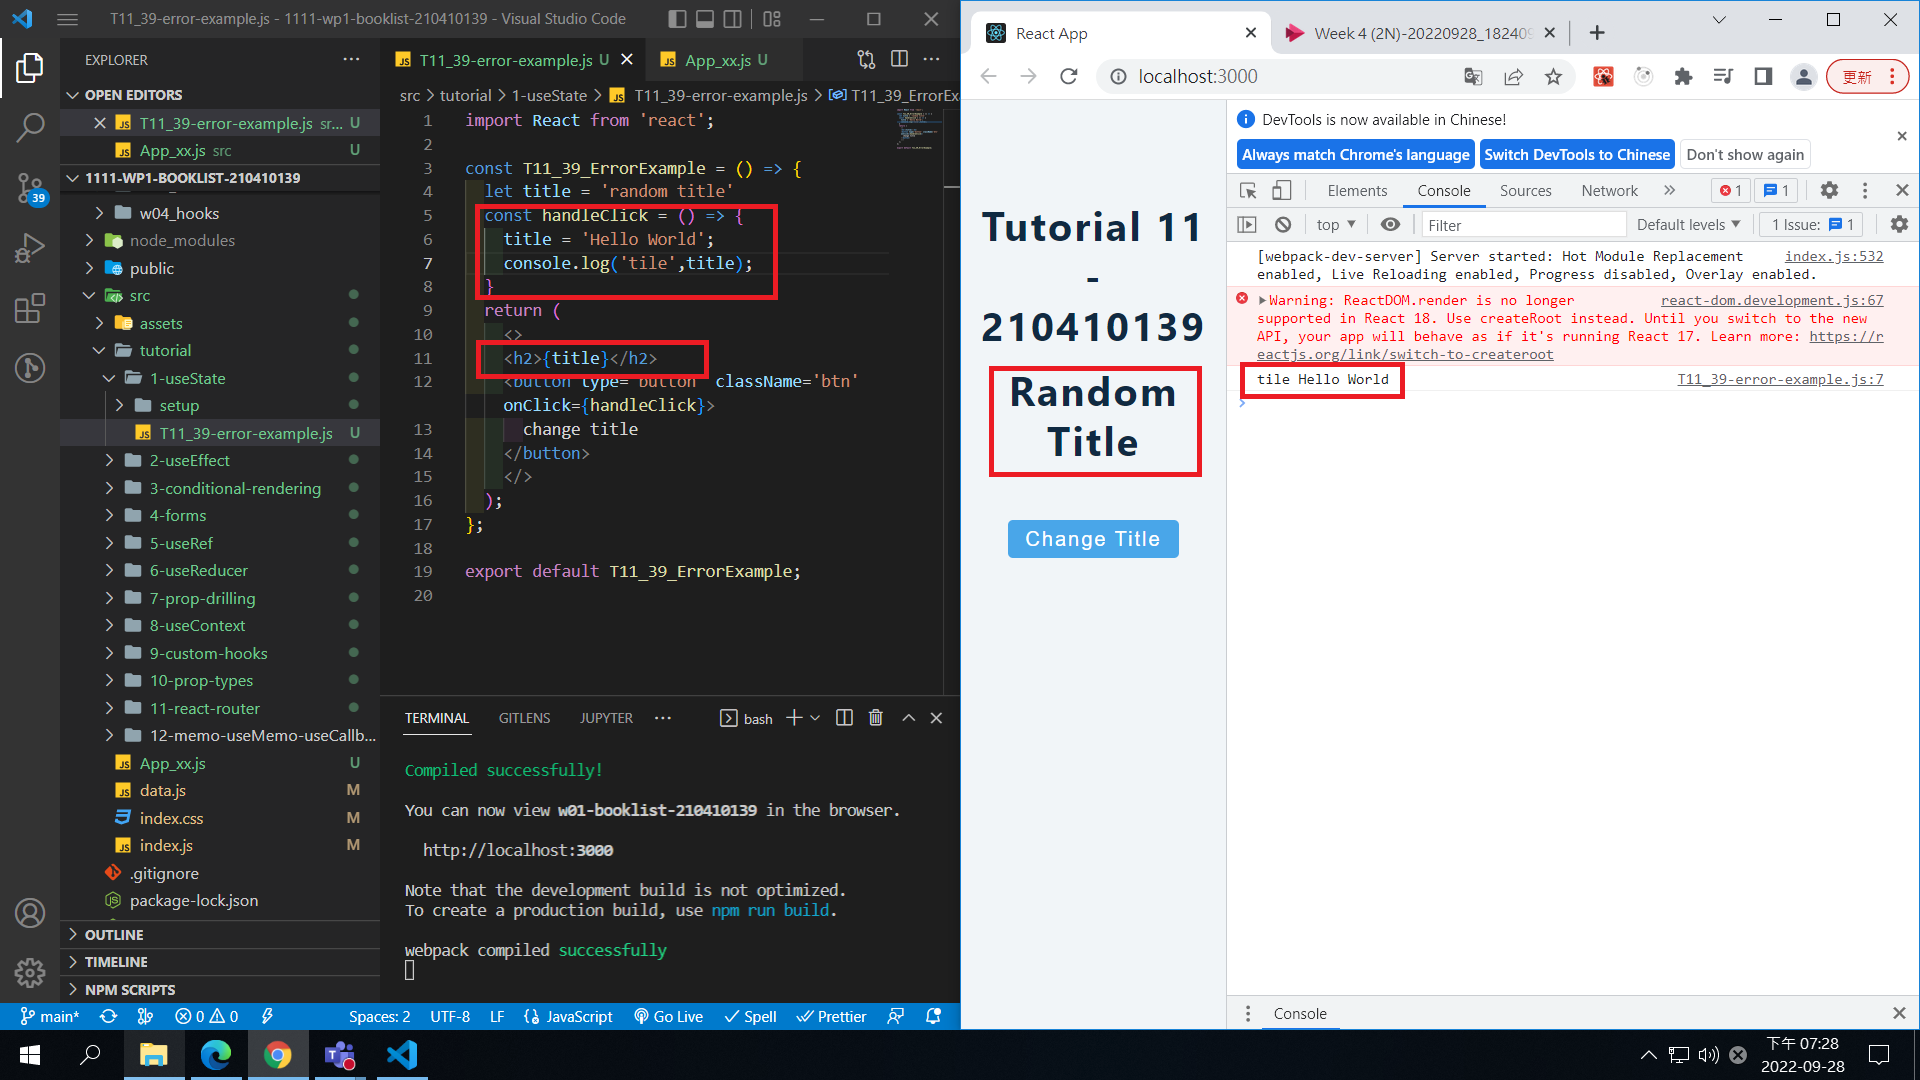 T11_39-error-example.js - 1111-wp1-booklist-210410139 - Visual Studio Code
EXPLORER
OPEN EDITORS
T11_39-error-example.js sr... U
App_xx.js src U
1111-WP1-BOOKLIST-210410139
w04_hooks
node_modules
public
src
assets
tutorial
1-useState
setup
T11_39-error-example.js U
2-useEffect
3-conditional-rendering
4-forms
5-useRef
6-useReducer
7-prop-drilling
8-useContext
9-custom-hooks
10-prop-types
11-react-router
12-memo-useMemo-useCallb...
App_xx.js U
data.js M
index.css M
index.js M
.gitignore
package-lock.json
OUTLINE
TIMELINE
NPM SCRIPTS
39
T11_39-error-example.js U
App_xx.js U
src > tutorial > 1-useState > T11_39-error-example.js > T11_39_ErrorExa
1 import React from 'react';
2
3 const T11_39_ErrorExample = () => {
4 let title = 'random title'
5 const handleClick = () => {
6 title = 'Hello World';
7 console.log('tile',title);
8 }
9 return (
10 <>
11 <h2>{title}</h2>
12 <button type='button' className='btn'
onClick={handleClick}>
13 change title
14 </button>
15 </>
16 );
17 };
18
19 export default T11_39_ErrorExample;
20
TERMINAL GITLENS JUPYTER ... bash
Compiled successfully!
You can now view w01-booklist-210410139 in the browser.
http://localhost:3000
Note that the development build is not optimized.
To create a production build, use npm run build.
webpack compiled successfully
main* 0 0 Spaces: 2 UTF-8 LF JavaScript Go Live Spell Prettier
React App
Week 4 (2N)-20220928_18240
localhost:3000
更新
Tutorial 11
-
210410139
Random
Title
Change Title
DevTools is now available in Chinese!
Always match Chrome's language Switch DevTools to Chinese Don't show again
Elements Console Sources Network » 1 1
top Filter Default levels 1 Issue: 1
[webpack-dev-server] Server started: Hot Module Replacement index.js:532
enabled, Live Reloading enabled, Progress disabled, Overlay enabled.
Warning: ReactDOM.render is no longer react-dom.development.js:67
supported in React 18. Use createRoot instead. Until you switch to the new
API, your app will behave as if it's running React 17. Learn more: https://r
eactjs.org/link/switch-to-createroot
tile Hello World T11_39-error-example.js:7
Console
下午 07:28
2022-09-28